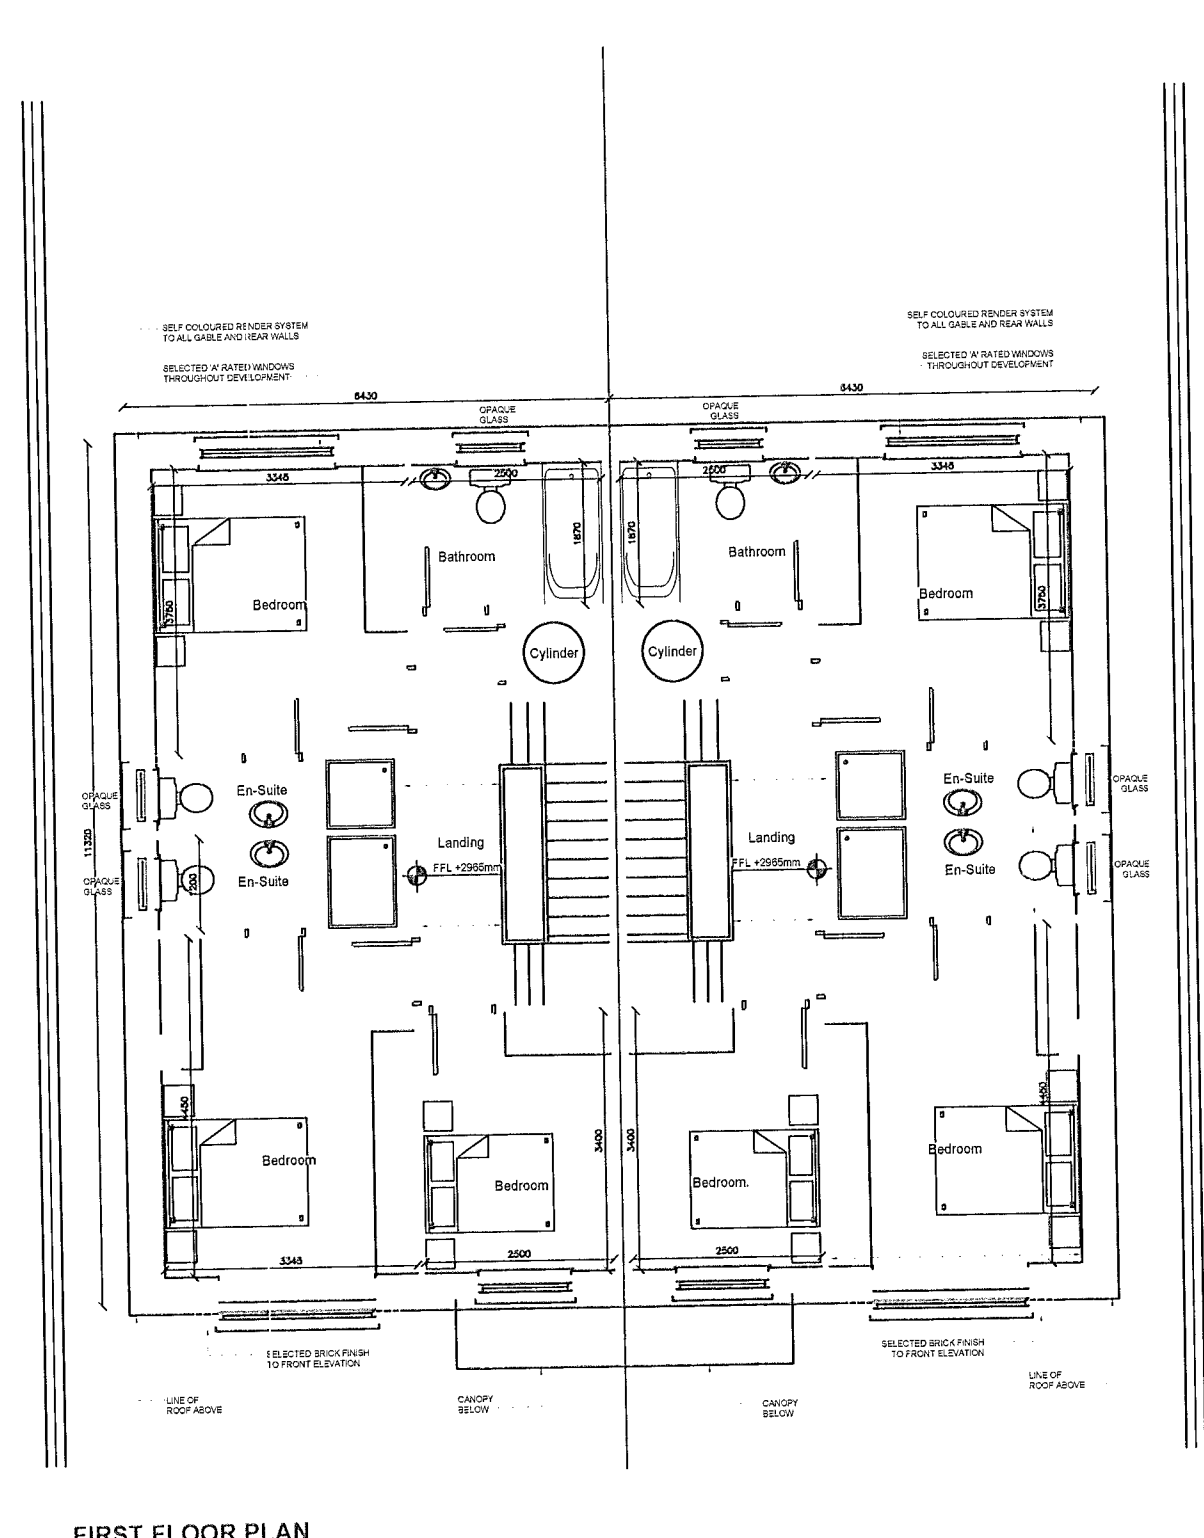 SELF COLOURED RENDER SYSTEM
TO ALL GABLE AND REAR WALLS
SELECTED 'A' RATED WINDOWS
THROUGHOUT DEVELOPMENT
SELF COLOURED RENDER SYSTEM
TO ALL GABLE AND REAR WALLS
SELECTED 'A' RATED WINDOWS
THROUGHOUT DEVELOPMENT
6430
6430
OPAQUE
GLASS
OPAQUE
GLASS
3345
2500
2500
3345
1870
1870
Bathroom
Bathroom
Bedroom
Bedroom
3750
3750
Cylinder
Cylinder
En-Suite
En-Suite
OPAQUE
GLASS
OPAQUE
GLASS
11320
Landing
Landing
FFL +2965mm
FFL +2965mm
En-Suite
En-Suite
OPAQUE
GLASS
OPAQUE
GLASS
1200
4450
4450
3400
3400
Bedroom
Bedroom
Bedroom.
Bedroom
3345
2500
2500
SELECTED BRICK FINISH
TO FRONT ELEVATION
SELECTED BRICK FINISH
TO FRONT ELEVATION
LINE OF
ROOF ABOVE
CANOPY
BELOW
CANOPY
BELOW
LINE OF
ROOF ABOVE
FIRST FLOOR PLAN